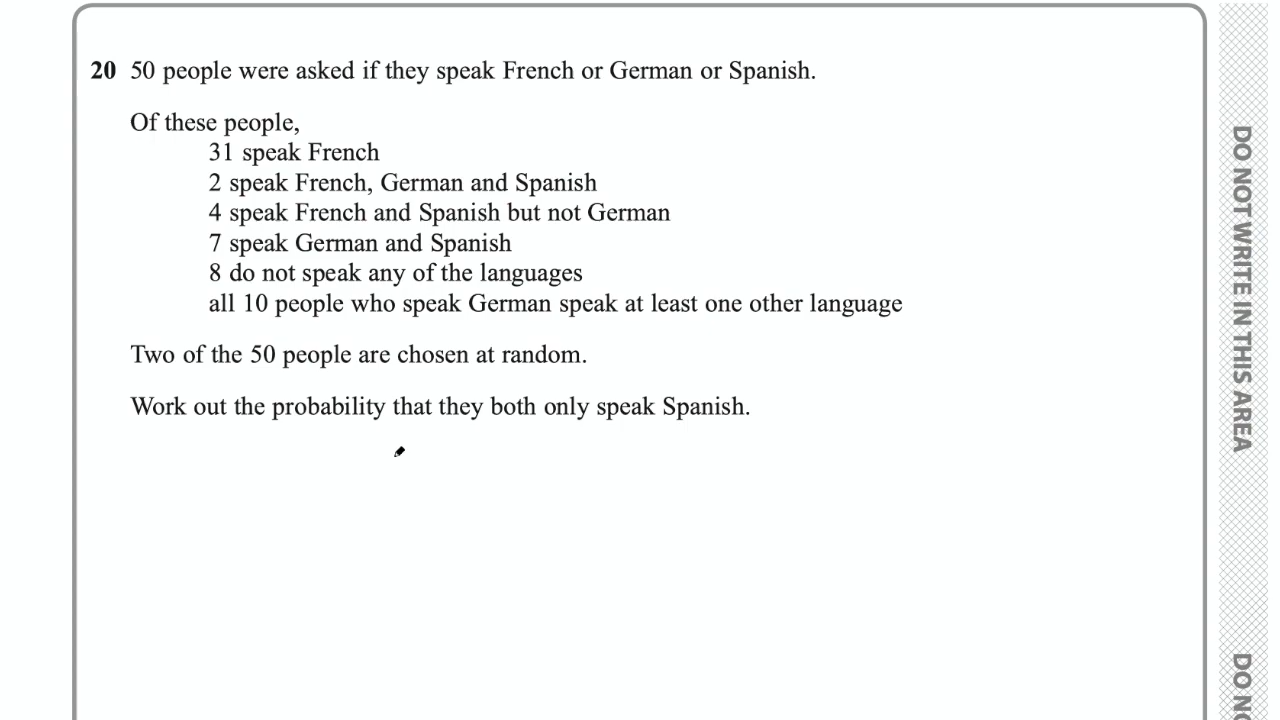 20 50 people were asked if they speak French or German or Spanish.
Of these people,
31 speak French
2 speak French, German and Spanish
4 speak French and Spanish but not German
7 speak German and Spanish
8 do not speak any of the languages
all 10 people who speak German speak at least one other language
Two of the 50 people are chosen at random.
Work out the probability that they both only speak Spanish.
DO NOT WRITE IN THIS AREA
DO NO